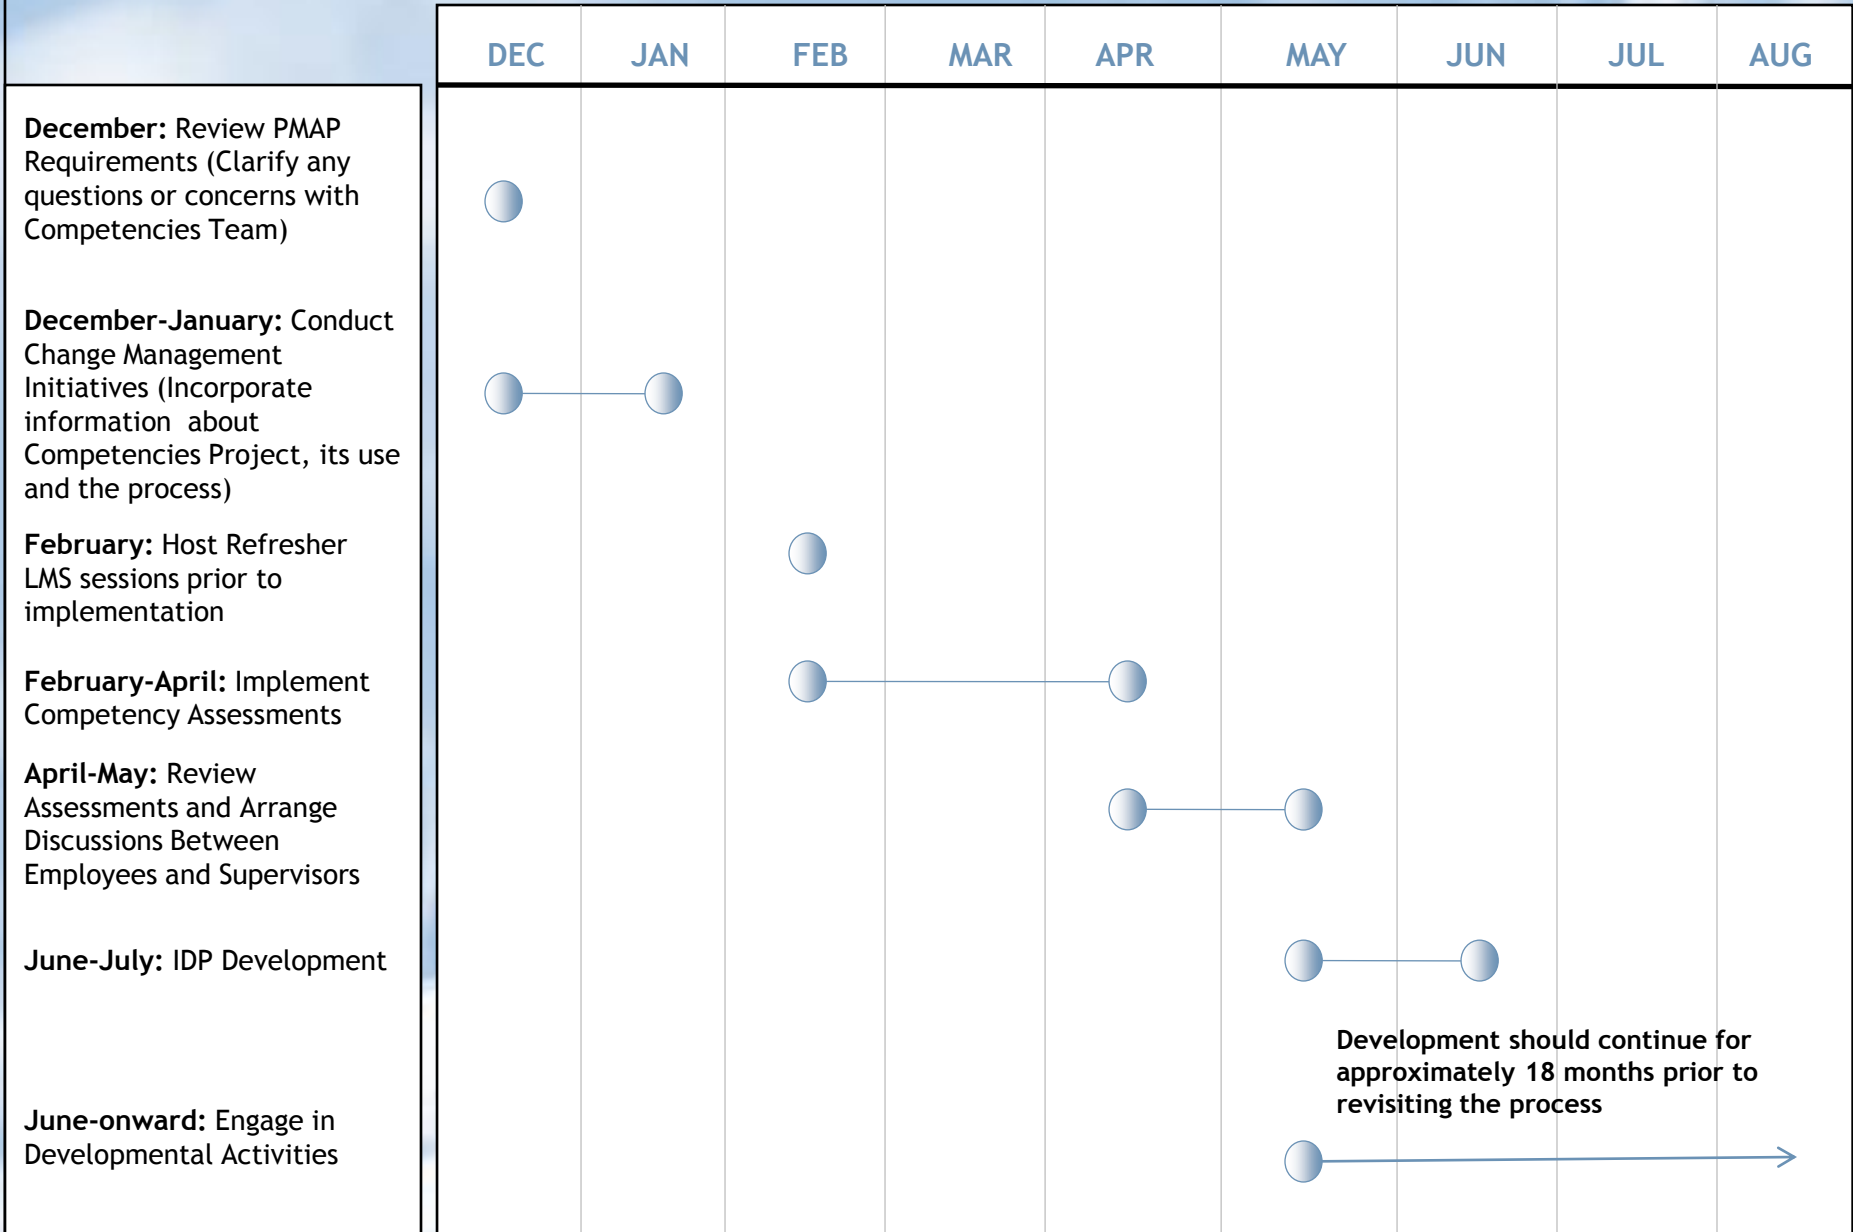 DEC JAN FEB MAR APR MAY JUN JUL AUG
December: Review PMAP
Requirements (Clarify any
questions or concerns with
Competencies Team)
December-January: Conduct
Change Management
Initiatives (Incorporate
information  about
Competencies Project, its use
and the process)
February: Host Refresher
LMS sessions prior to
implementation
February-April: Implement
Competency Assessments
April-May: Review
Assessments and Arrange
Discussions Between
Employees and Supervisors
June-July: IDP Development
Development should continue for
approximately 18 months prior to
revisiting the process
June-onward: Engage in
Developmental Activities